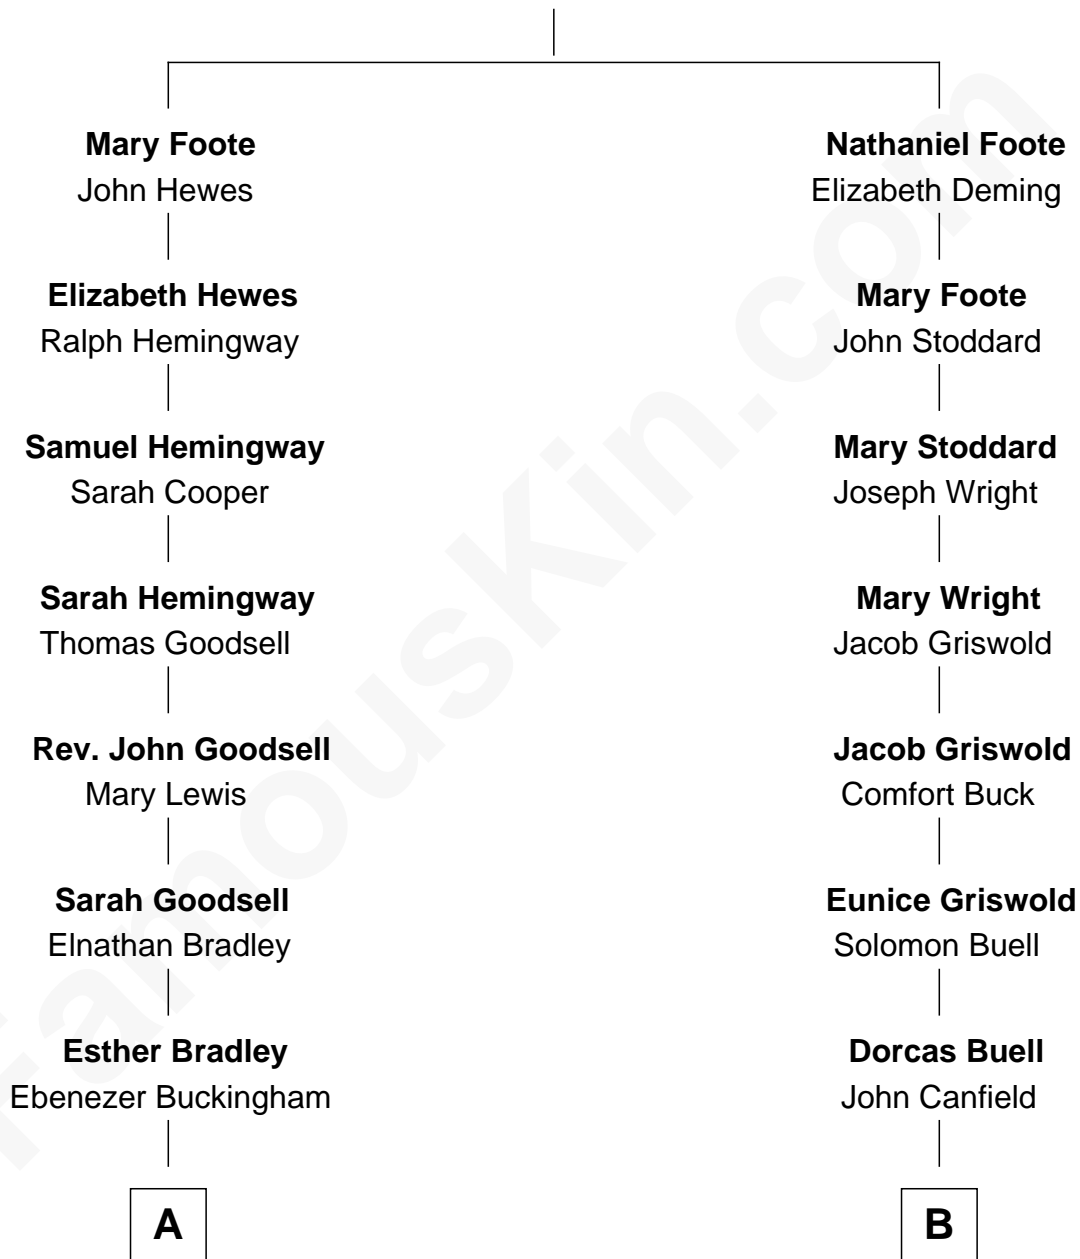 Mary Foote
John Hewes
Nathaniel Foote
Elizabeth Deming
Elizabeth Hewes
Ralph Hemingway
Mary Foote
John Stoddard
Samuel Hemingway
Sarah Cooper
Mary Stoddard
Joseph Wright
Sarah Hemingway
Thomas Goodsell
Mary Wright
Jacob Griswold
Rev. John Goodsell
Mary Lewis
Jacob Griswold
Comfort Buck
Sarah Goodsell
Elnathan Bradley
Eunice Griswold
Solomon Buell
Esther Bradley
Ebenezer Buckingham
Dorcas Buell
John Canfield
A
B
FamousKin.com